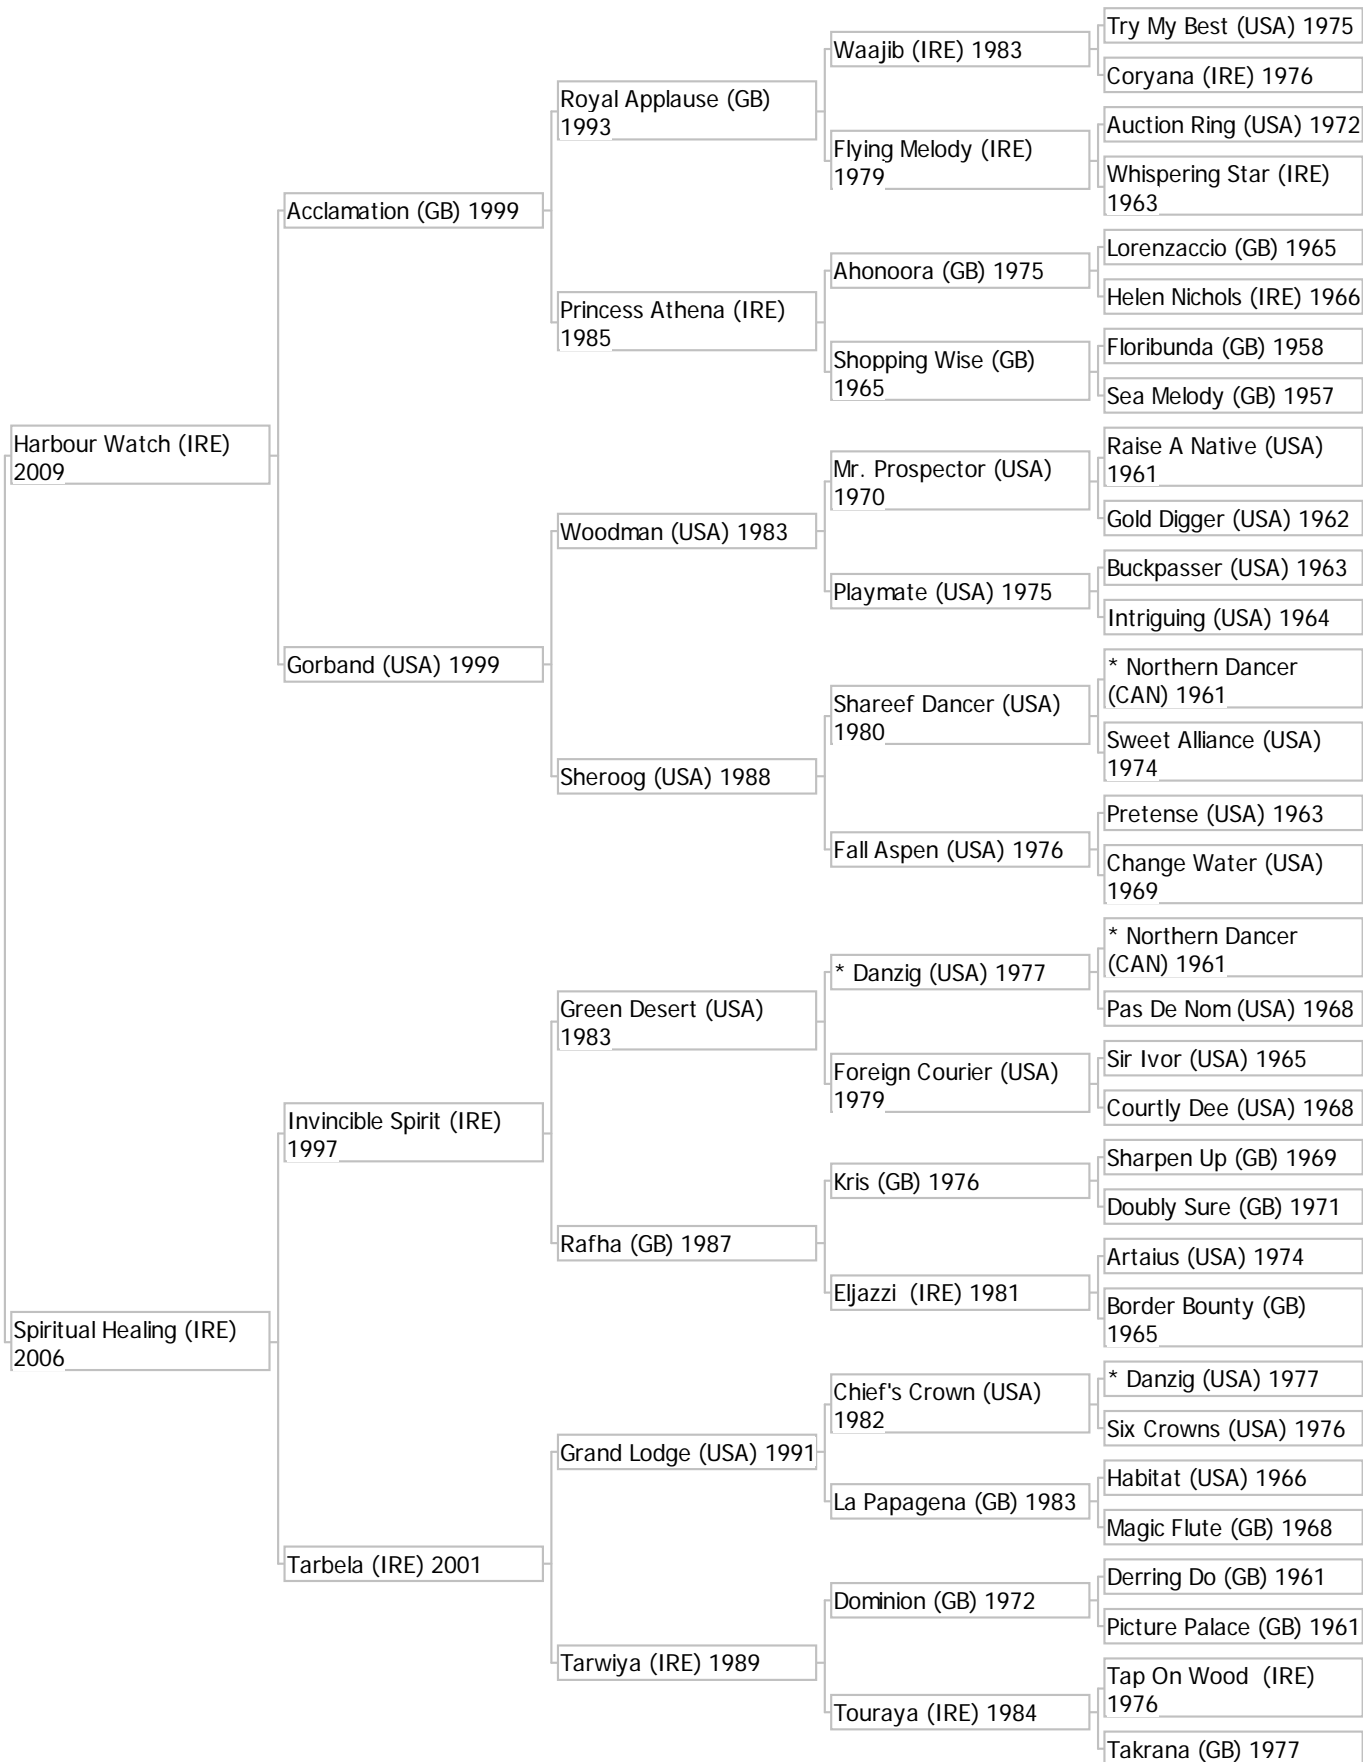 Try My Best (USA) 1975
Waajib (IRE) 1983
Coryana (IRE) 1976
Royal Applause (GB)
1993
Auction Ring (USA) 1972
Flying Melody (IRE)
1979
Whispering Star (IRE)
1963
Acclamation (GB) 1999
Lorenzaccio (GB) 1965
Ahonoora (GB) 1975
Helen Nichols (IRE) 1966
Princess Athena (IRE)
1985
Floribunda (GB) 1958
Shopping Wise (GB)
1965
Sea Melody (GB) 1957
Harbour Watch (IRE)
2009
Raise A Native (USA)
1961
Mr. Prospector (USA)
1970
Gold Digger (USA) 1962
Woodman (USA) 1983
Buckpasser (USA) 1963
Playmate (USA) 1975
Intriguing (USA) 1964
Gorband (USA) 1999
* Northern Dancer
(CAN) 1961
Shareef Dancer (USA)
1980
Sweet Alliance (USA)
1974
Sheroog (USA) 1988
Pretense (USA) 1963
Fall Aspen (USA) 1976
Change Water (USA)
1969
* Northern Dancer
(CAN) 1961
* Danzig (USA) 1977
Pas De Nom (USA) 1968
Green Desert (USA)
1983
Sir Ivor (USA) 1965
Foreign Courier (USA)
1979
Courtly Dee (USA) 1968
Invincible Spirit (IRE)
1997
Sharpen Up (GB) 1969
Kris (GB) 1976
Doubly Sure (GB) 1971
Rafha (GB) 1987
Artaius (USA) 1974
Eljazzi  (IRE) 1981
Border Bounty (GB)
1965
Spiritual Healing (IRE)
2006
* Danzig (USA) 1977
Chief's Crown (USA)
1982
Six Crowns (USA) 1976
Grand Lodge (USA) 1991
Habitat (USA) 1966
La Papagena (GB) 1983
Magic Flute (GB) 1968
Tarbela (IRE) 2001
Derring Do (GB) 1961
Dominion (GB) 1972
Picture Palace (GB) 1961
Tarwiya (IRE) 1989
Tap On Wood  (IRE)
1976
Touraya (IRE) 1984
Takrana (GB) 1977